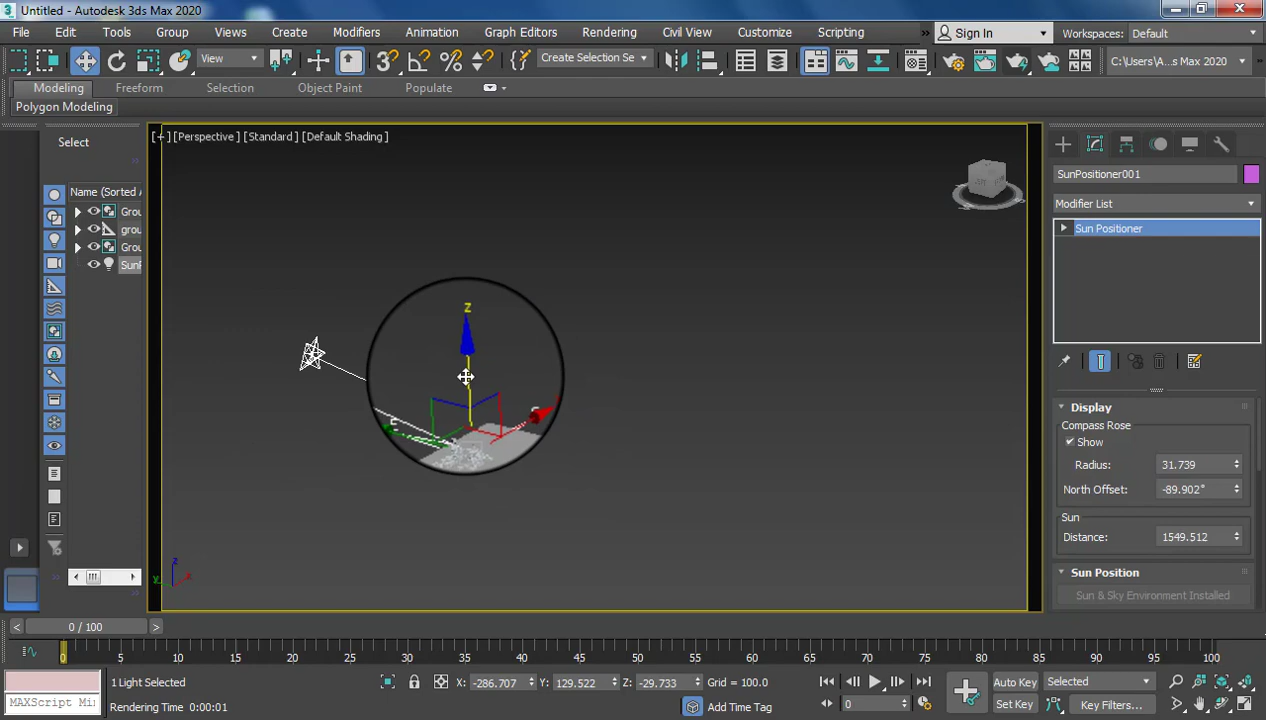 Untitled - Autodesk 3ds Max 2020
File Edit Tools Group Views Create Modifiers Animation Graph Editors Rendering Civil View Customize Scripting » Sign In Workspaces: Default
View Create Selection Se C:\Users\A...s Max 2020
Modeling Freeform Selection Object Paint Populate
Polygon Modeling
Select
[+] [Perspective] [Standard] [Default Shading]
Name (Sorted A
Grou
grou
Grou
SunF
z
z
y x
SunPositioner001
Modifier List
Sun Positioner
Display
Compass Rose
Show
Radius: 31.739
North Offset: -89.902°
Sun
Distance: 1549.512
Sun Position
Sun & Sky Environment Installed
0 / 100
0 5 10 15 20 25 30 35 40 45 50 55 60 65 70 75 80 85 90 95 100
1 Light Selected X: -286.707 Y: 129.522 Z: -29.733 Grid = 100.0 Auto Key Selected
MAXScript Mi Rendering Time 0:00:01 Add Time Tag 0 Set Key Key Filters...